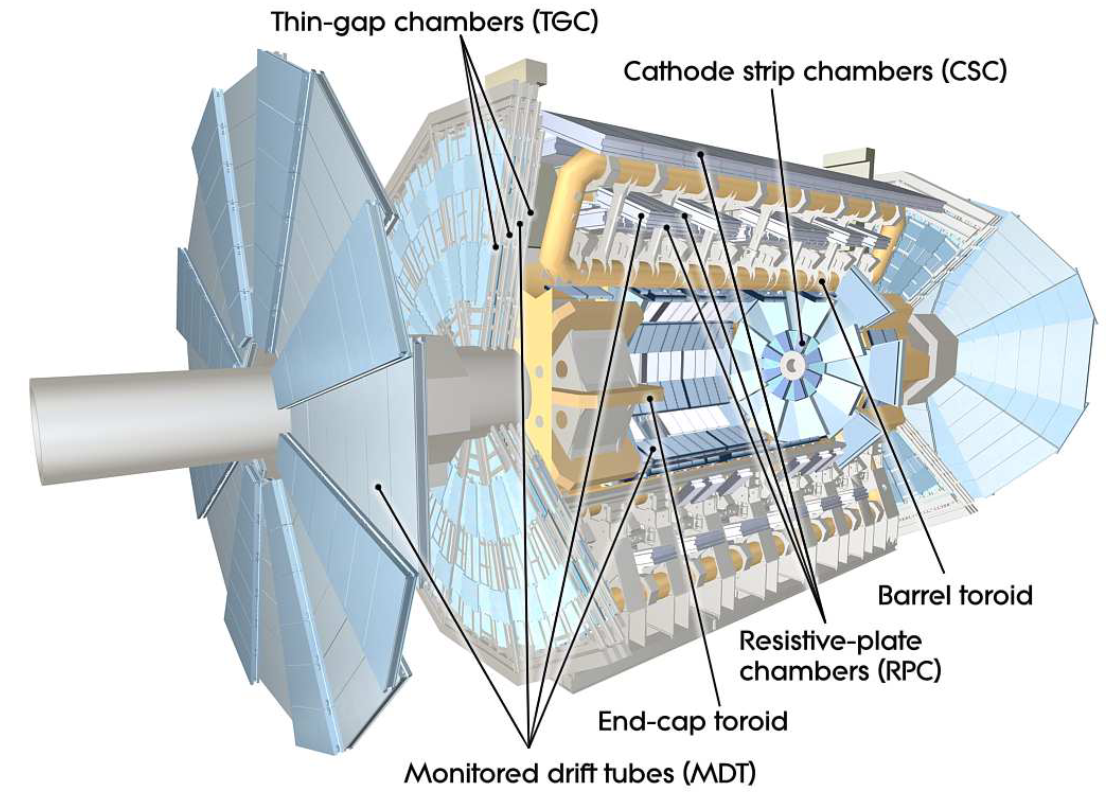 Thin-gap chambers (TGC)
Cathode strip chambers (CSC)
Barrel toroid
Resistive-plate
chambers (RPC)
End-cap toroid
Monitored drift tubes (MDT)